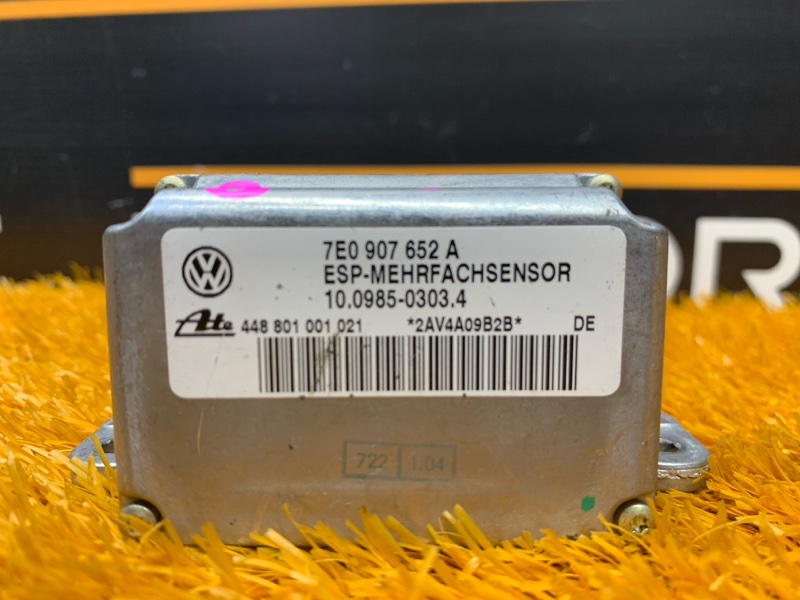 7E0 907 652 A
ESP-MEHRFACHSENSOR
10.0985-0303.4
Ate 448 801 001 021 *2AV4A09B2B* DE
722 1.04